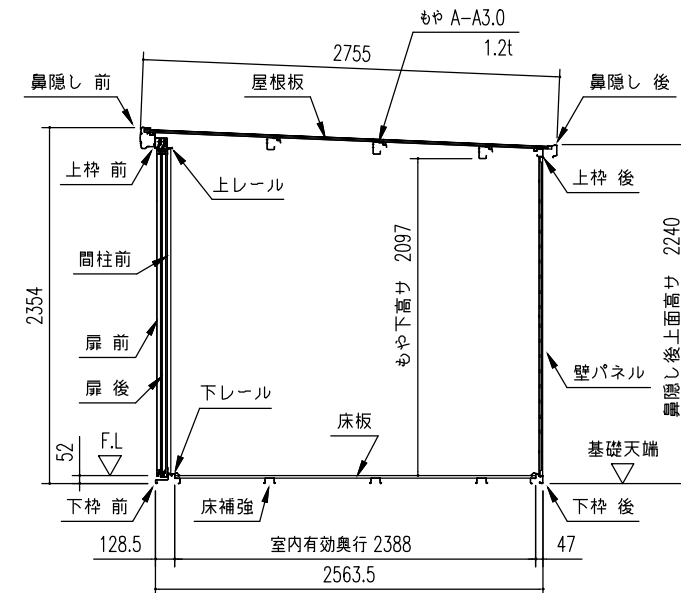 もや A-A3.0
1.2t
2755
鼻隠し 前
屋根板
鼻隠し 後
上枠 前
上レール
上枠 後
間柱前
もや下高サ 2097
鼻隠し後上面高サ 2240
2354
扉 前
扉 後
下レール
壁パネル
床板
F.L
52
基礎天端
下枠 前
床補強
下枠 後
128.5
室内有効奥行 2388
47
2563.5